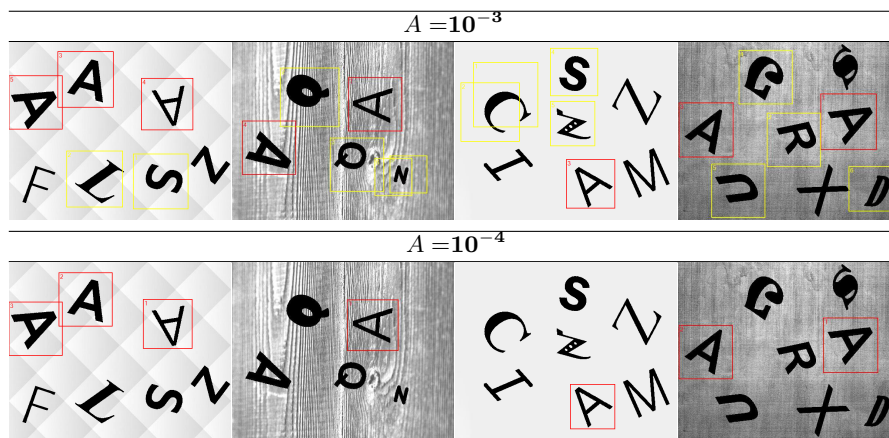 A = 10⁻³
A A A F L S N
Q A A Q N
S C Z Z I A M
G A A R U X D
A = 10⁻⁴
A A A F L S N
Q A A Q N
S C Z Z I A M
G A A R U X D